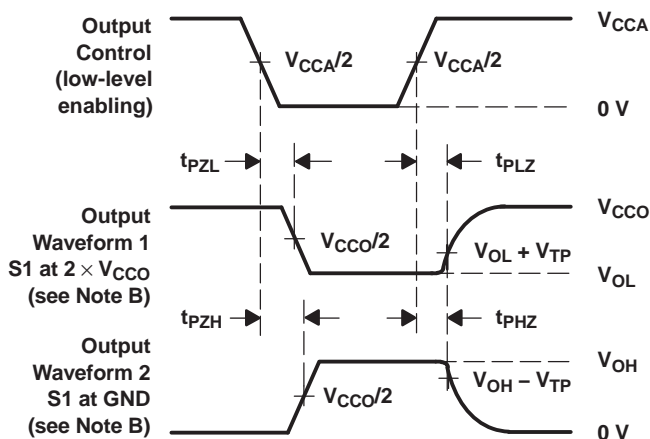 Output
Control
(low-level
enabling)
VCCA
VCCA/2
VCCA/2
0 V
tPZL
tPLZ
Output
Waveform 1
S1 at 2 × VCCO
(see Note B)
VCCO
VCCO/2
VOL + VTP
VOL
tPZH
tPHZ
Output
Waveform 2
S1 at GND
(see Note B)
VOH
VCCO/2
VOH − VTP
0 V